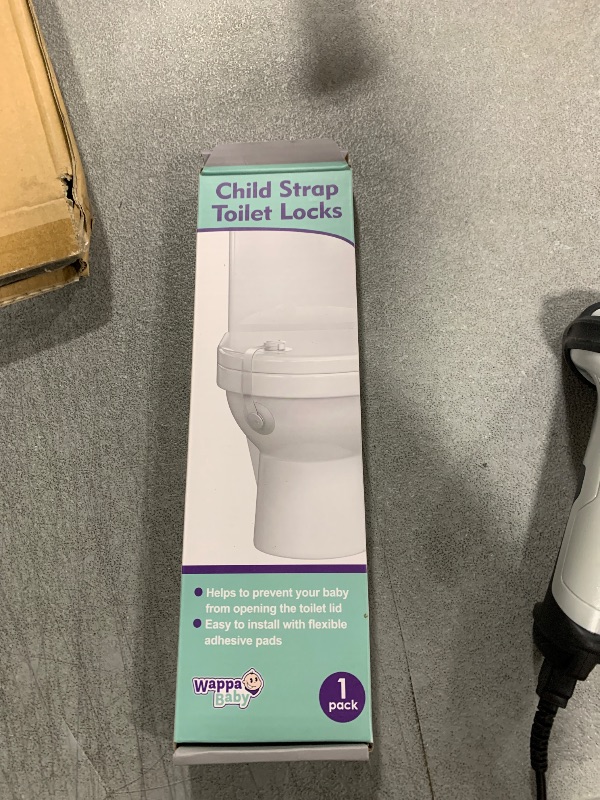 Child Strap
Toilet Locks
Helps to prevent your baby
from opening the toilet lid
Easy to install with flexible
adhesive pads
Wappa
Baby
1
pack